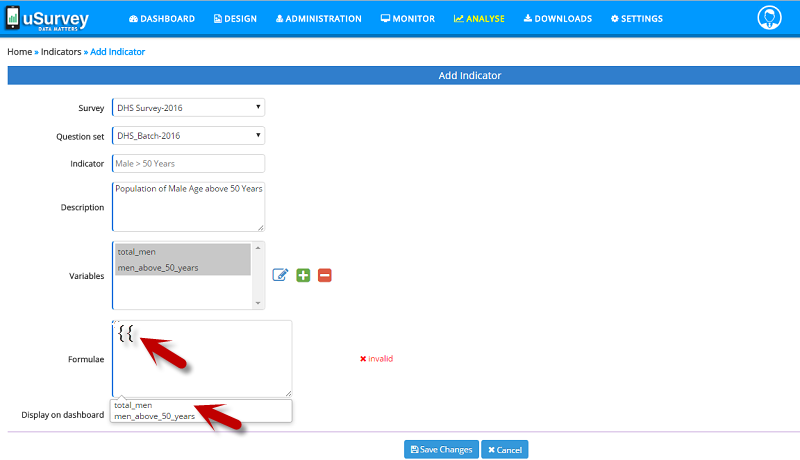 uSurvey
DATA MATTERS
DASHBOARD DESIGN ADMINISTRATION MONITOR ANALYSE DOWNLOADS SETTINGS
Home » Indicators » Add Indicator
Add Indicator
Survey DHS Survey-2016
Question set DHS_Batch-2016
Indicator Male > 50 Years
Description Population of Male Age above 50 Years
Variables total_men
men_above_50_years
Formulae {{ invalid
total_men
Display on dashboard men_above_50_years
Save Changes Cancel